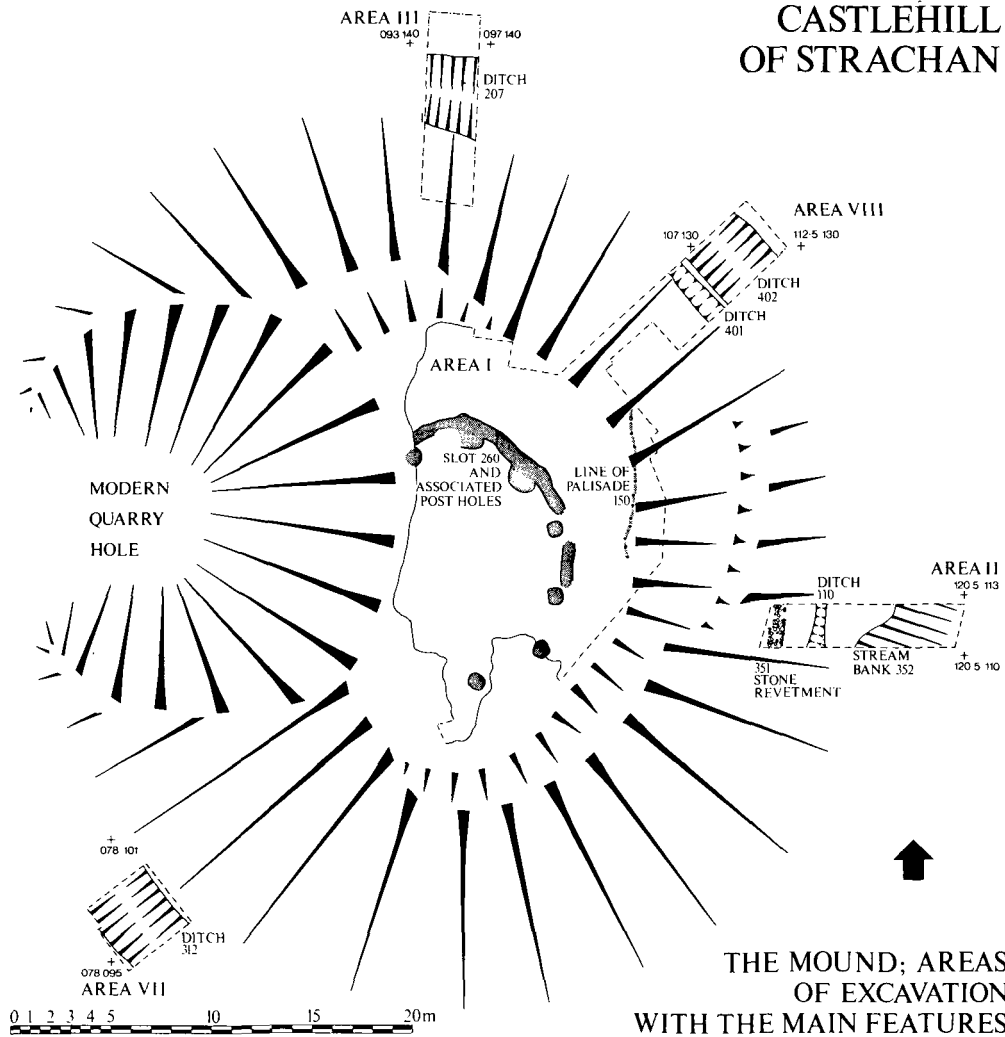 CASTLEHILL
OF STRACHAN
AREA III
093 140
097 140
DITCH
207
AREA VIII
107 130
112·5 130
DITCH
402
DITCH
401
AREA I
SLOT 260
AND
ASSOCIATED
POST HOLES
LINE OF
PALISADE
150
MODERN
QUARRY
HOLE
AREA II
120 5 113
DITCH
110
351
STONE
REVETMENT
STREAM
BANK 352
120 5 110
078 101
DITCH
312
078 095
AREA VII
0 1 2 3 4 5 10 15 20m
THE MOUND; AREAS
OF EXCAVATION
WITH THE MAIN FEATURES